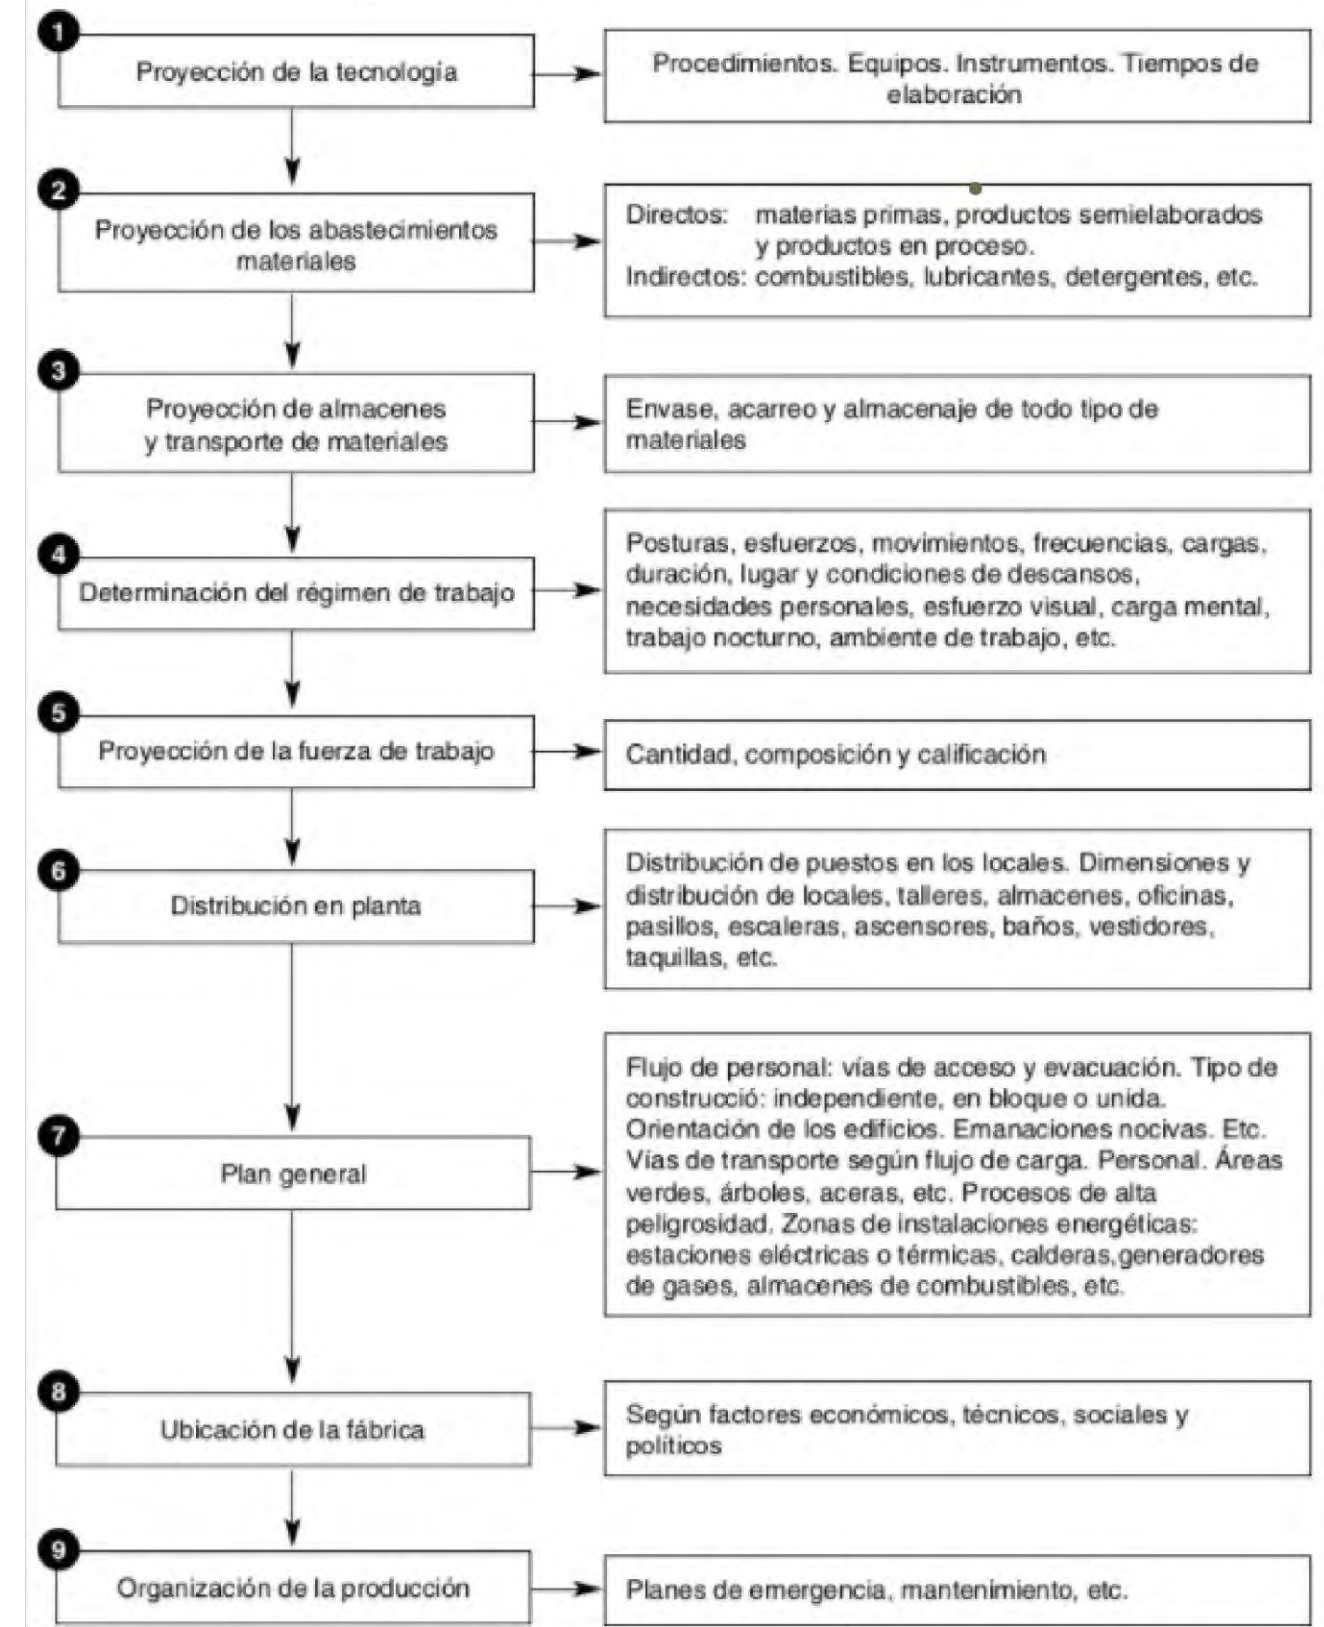 1
Proyección de la tecnología
Procedimientos. Equipos. Instrumentos. Tiempos de
elaboración
2
Proyección de los abastecimientos
materiales
Directos: materias primas, productos semielaborados
y productos en proceso.
Indirectos: combustibles, lubricantes, detergentes, etc.
3
Proyección de almacenes
y transporte de materiales
Envase, acarreo y almacenaje de todo tipo de
materiales
4
Determinación del régimen de trabajo
Posturas, esfuerzos, movimientos, frecuencias, cargas,
duración, lugar y condiciones de descansos,
necesidades personales, esfuerzo visual, carga mental,
trabajo nocturno, ambiente de trabajo, etc.
5
Proyección de la fuerza de trabajo
Cantidad, composición y calificación
6
Distribución en planta
Distribución de puestos en los locales. Dimensiones y
distribución de locales, talleres, almacenes, oficinas,
pasillos, escaleras, ascensores, baños, vestidores,
taquillas, etc.
7
Plan general
Flujo de personal: vías de acceso y evacuación. Tipo de
construcció: independiente, en bloque o unida.
Orientación de los edificios. Emanaciones nocivas. Etc.
Vías de transporte según flujo de carga. Personal. Áreas
verdes, árboles, aceras, etc. Procesos de alta
peligrosidad. Zonas de instalaciones energéticas:
estaciones eléctricas o térmicas, calderas,generadores
de gases, almacenes de combustibles, etc.
8
Ubicación de la fábrica
Según factores económicos, técnicos, sociales y
políticos
9
Organización de la producción
Planes de emergencia, mantenimiento, etc.